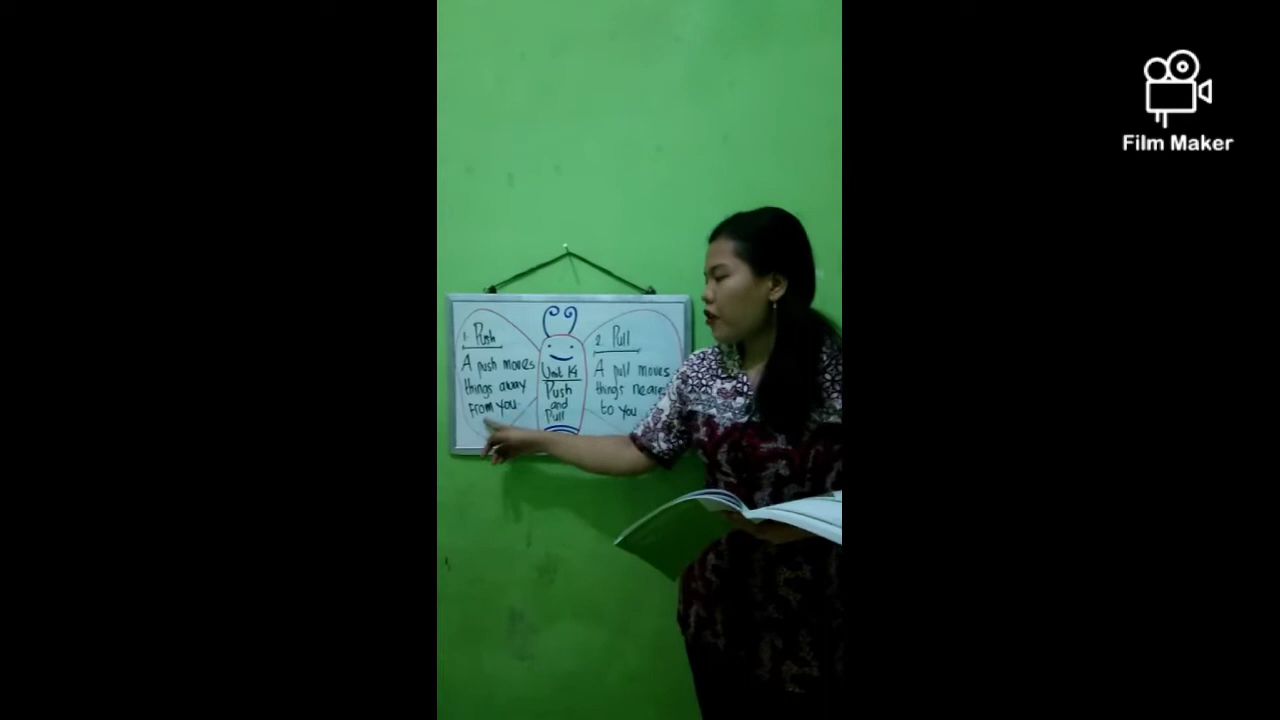 1. Push
A push moves
things away
From you.
Unit 14
Push
and
Pull
2. Pull
A pull moves
things nearer
to you
Film Maker